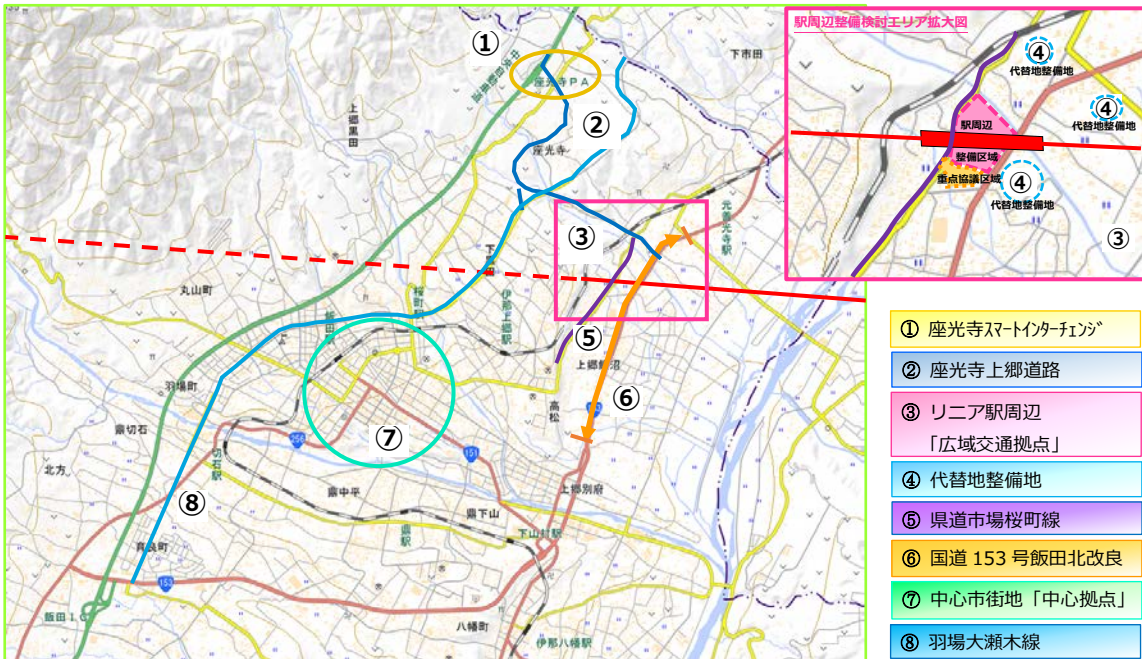 ①
中央自動車道
座光寺ＰＡ
下市田
上郷黒田
②
座光寺
元善光寺駅
③
丸山町
飯田駅
桜町駅
伊那上郷駅
⑤
上郷飯沼
羽場町
高松
⑥
鼎切石
256
⑦
151
北方
切石駅
⑧
鼎中平
上郷別府
鼎下山
鼎駅
下山村駅
育良町
153
飯田ＩＣ
八幡町
伊那八幡駅
駅周辺整備検討エリア拡大図
④
代替地整備地
④
代替地整備地
駅周辺
整備区域
重点協議区域
④
代替地整備地
③
① 座光寺ｽﾏｰﾄｲﾝﾀｰﾁｪﾝｼﾞ
② 座光寺上郷道路
③ リニア駅周辺
「広域交通拠点」
④ 代替地整備地
⑤ 県道市場桜町線
⑥ 国道 153 号飯田北改良
⑦ 中心市街地「中心拠点」
⑧ 羽場大瀬木線